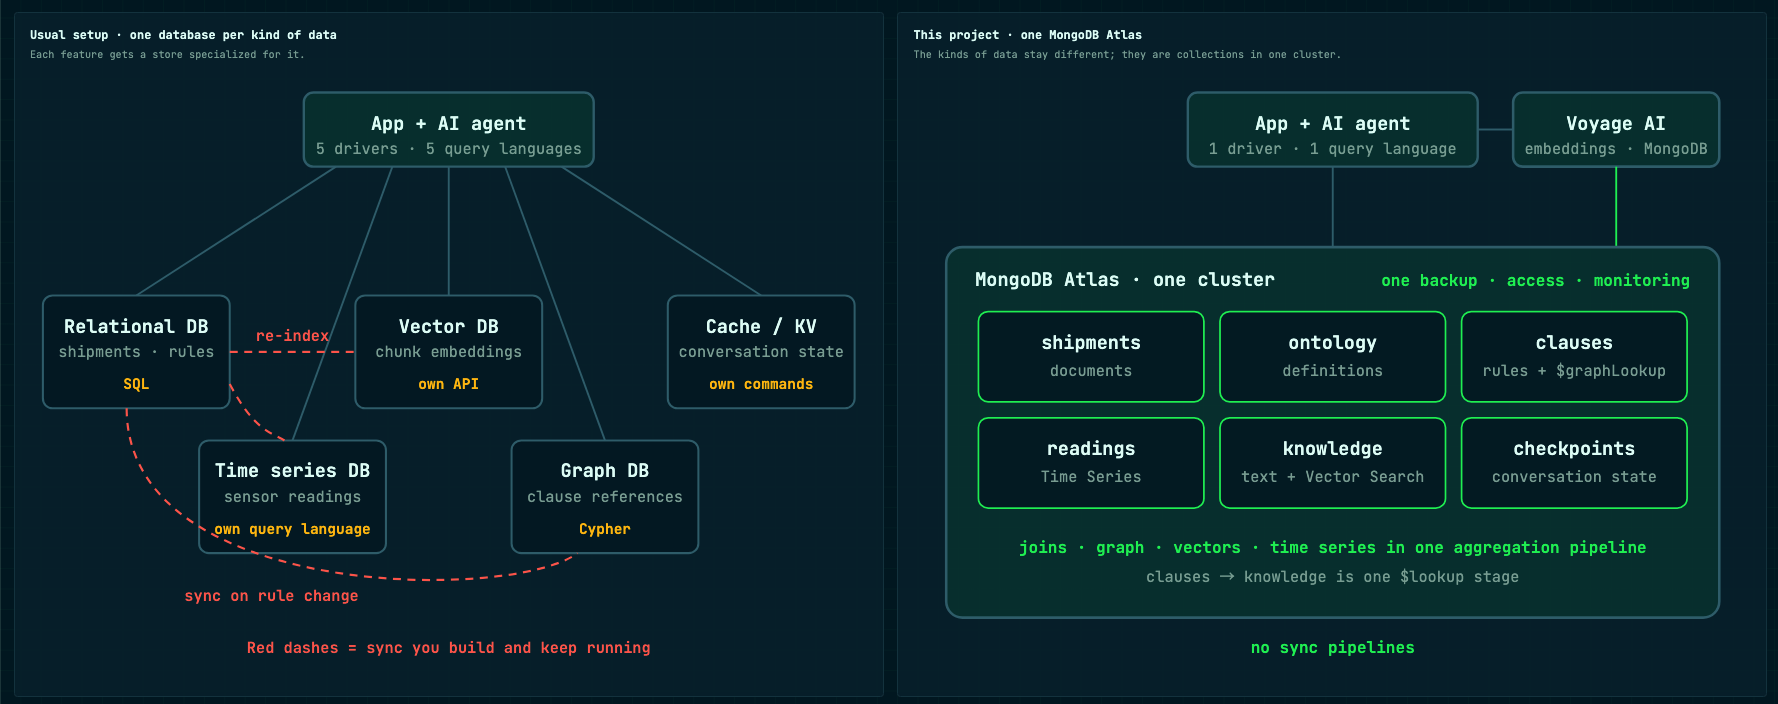 Usual setup · one database per kind of data
Each feature gets a store specialized for it.
App + AI agent
5 drivers · 5 query languages
Relational DB
shipments · rules
SQL
re-index
Vector DB
chunk embeddings
own API
Cache / KV
conversation state
own commands
Time series DB
sensor readings
own query language
Graph DB
clause references
Cypher
sync on rule change
Red dashes = sync you build and keep running
This project · one MongoDB Atlas
The kinds of data stay different; they are collections in one cluster.
App + AI agent
1 driver · 1 query language
Voyage AI
embeddings · MongoDB
MongoDB Atlas · one cluster
one backup · access · monitoring
shipments
documents
ontology
definitions
clauses
rules + $graphLookup
readings
Time Series
knowledge
text + Vector Search
checkpoints
conversation state
joins · graph · vectors · time series in one aggregation pipeline
clauses → knowledge is one $lookup stage
no sync pipelines